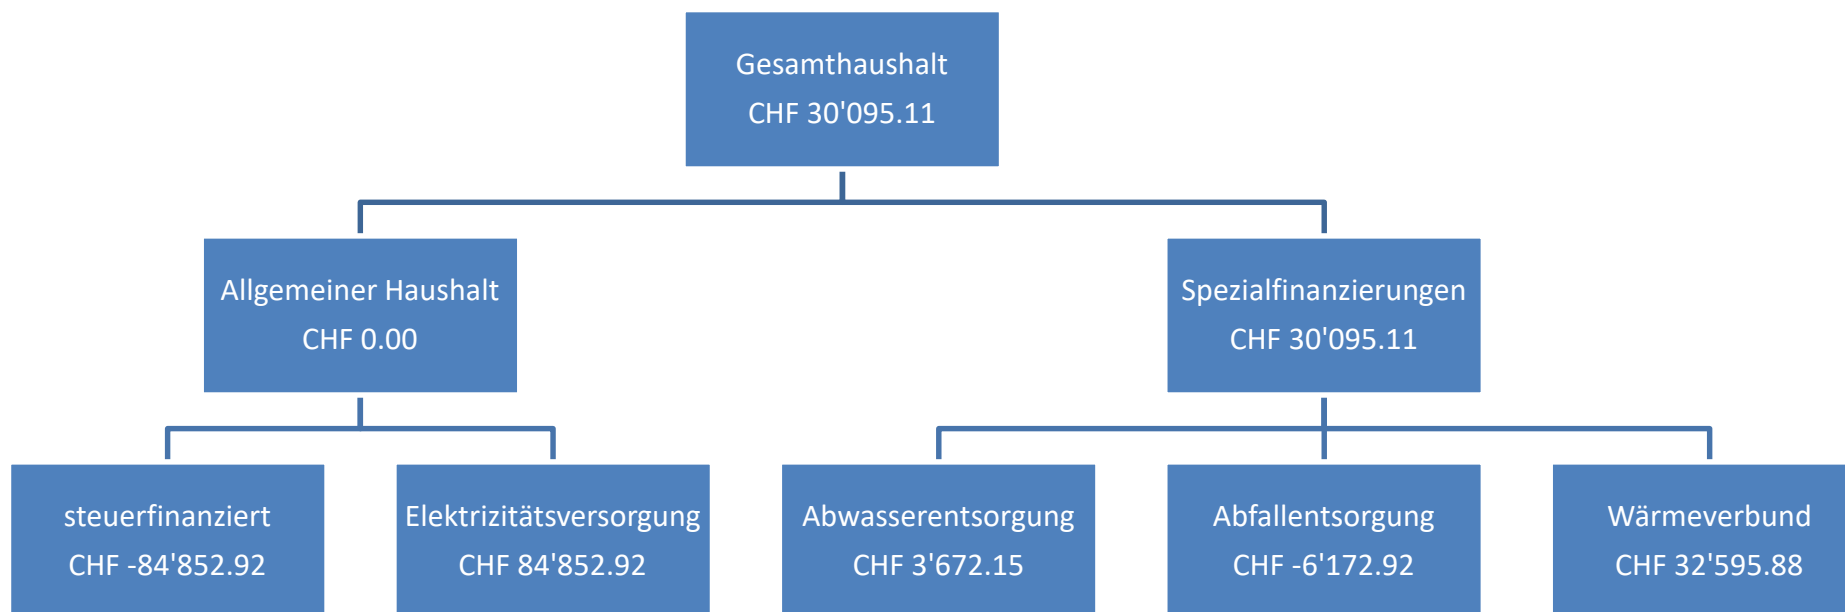 Gesamthaushalt
CHF 30'095.11
Allgemeiner Haushalt
CHF 0.00
Spezialfinanzierungen
CHF 30'095.11
steuerfinanziert
CHF -84'852.92
Elektrizitätsversorgung
CHF 84'852.92
Abwasserentsorgung
CHF 3'672.15
Abfallentsorgung
CHF -6'172.92
Wärmeverbund
CHF 32'595.88